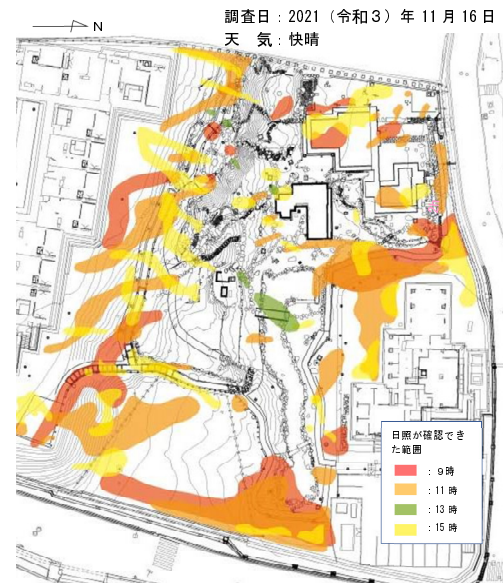 調査日：2021（令和３）年 11 月 16 日
天　気：快晴
N
日照が確認でき
た範囲
：９時
：11 時
：13 時
：15 時